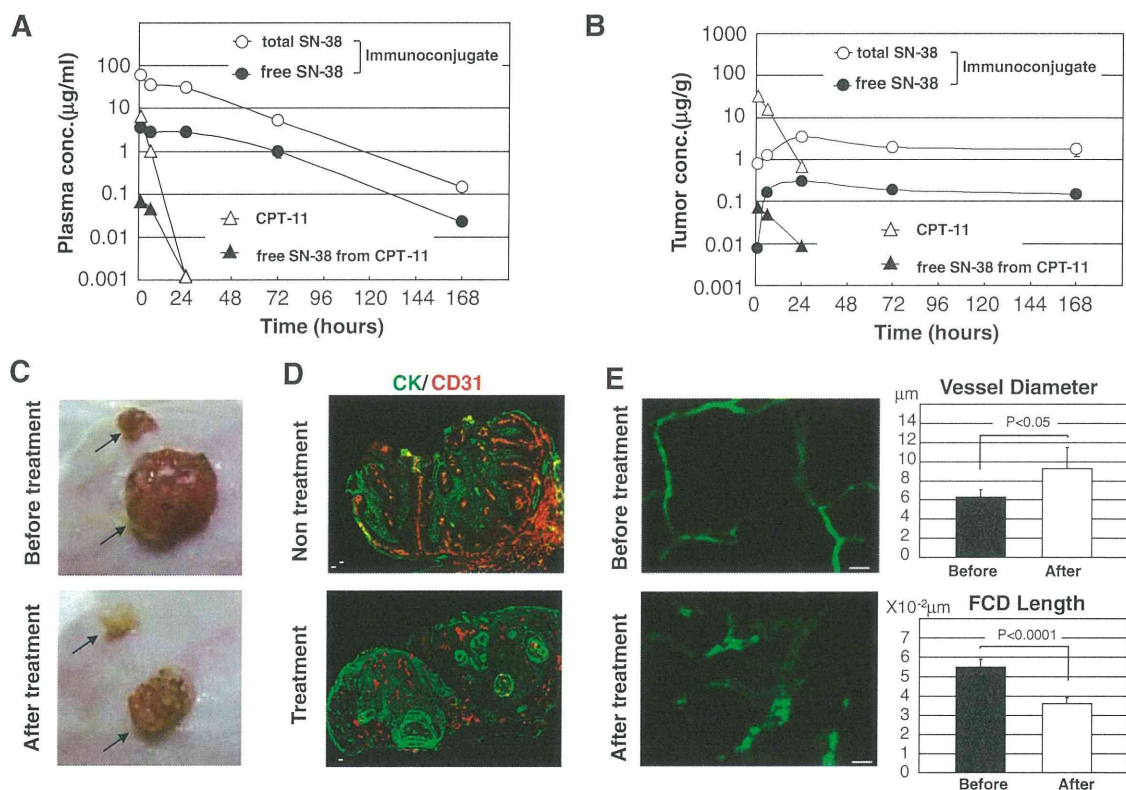 A
Plasma conc.(μg/ml)
100
10
1
0.1
0.01
0.001
total SN-38
free SN-38
Immunoconjugate
CPT-11
free SN-38 from CPT-11
0 24 48 72 96 120 144 168
Time (hours)
B
Tumor conc.(μg/g)
1000
100
10
1
0.1
0.01
0.001
total SN-38
free SN-38
Immunoconjugate
CPT-11
free SN-38 from CPT-11
0 24 48 72 96 120 144 168
Time (hours)
C
Before treatment
After treatment
D
CK/CD31
Non treatment
Treatment
E
Before treatment
After treatment
Vessel Diameter
μm
16
14
12
10
8
6
4
2
0
P<0.05
Before After
FCD Length
X10-2μm
7
6
5
4
3
2
1
0
P<0.0001
Before After